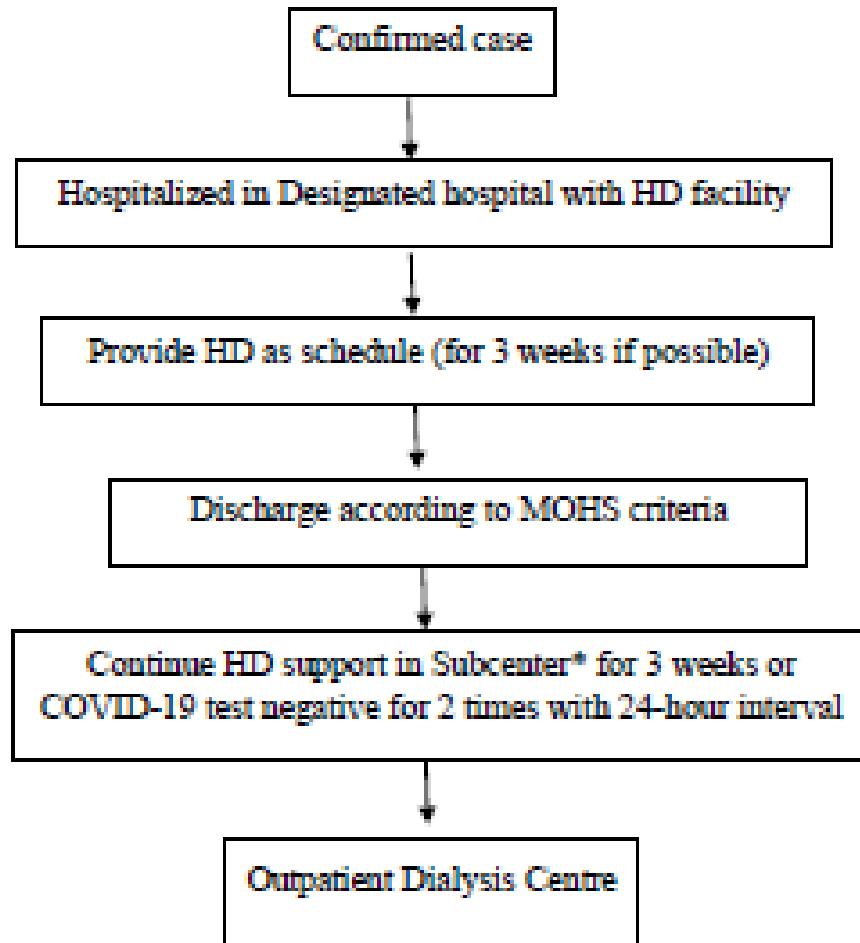 Confirmed case
Hospitalized in Designated hospital with HD facility
Provide HD as schedule (for 3 weeks if possible)
Discharge according to MOHS criteria
Continue HD support in Subcenter* for 3 weeks or
COVID-19 test negative for 2 times with 24-hour interval
Outpatient Dialysis Centre